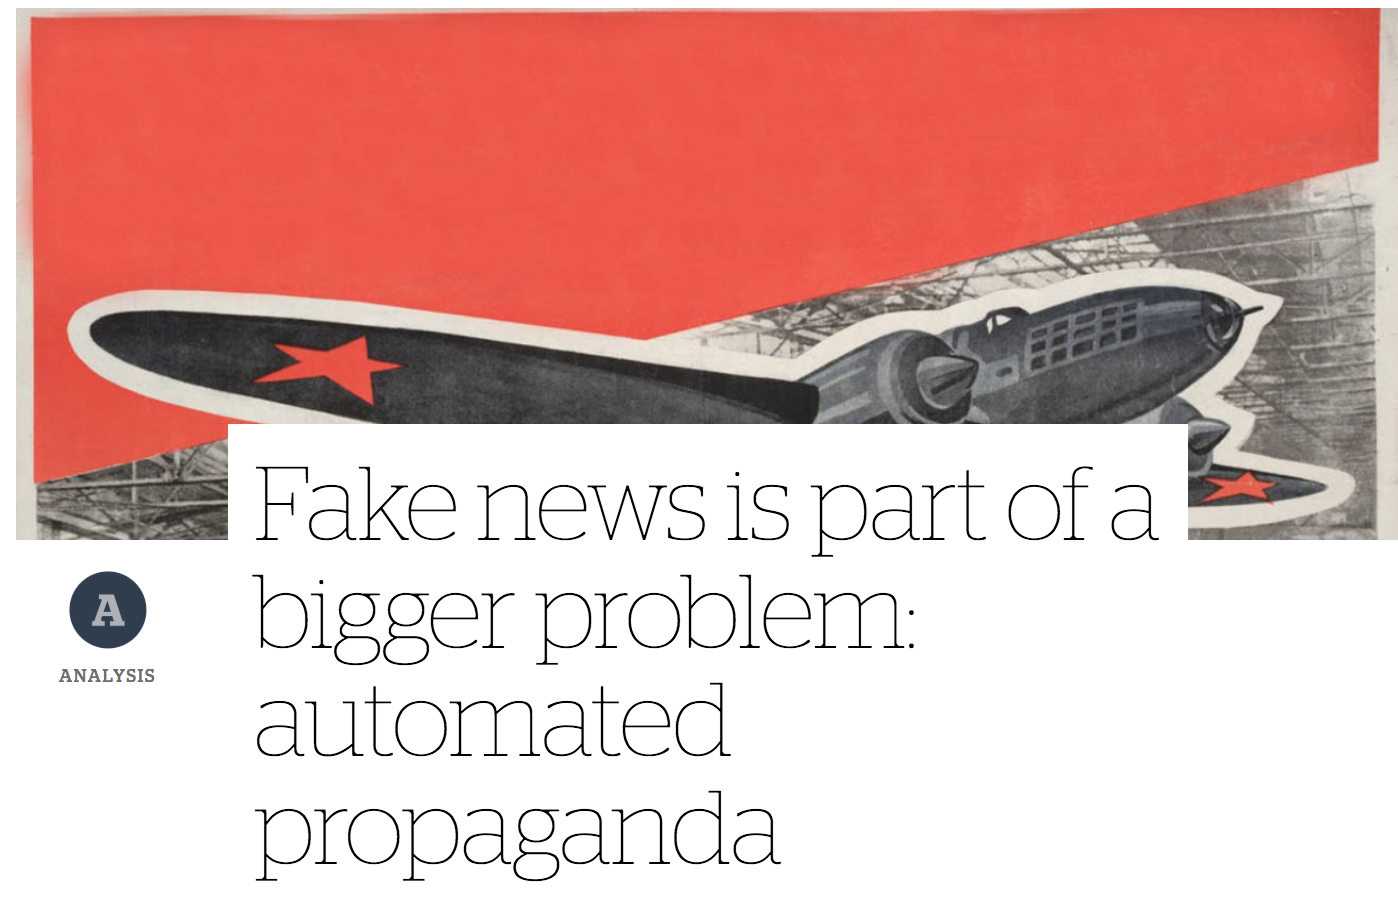 Fake news is part of a
bigger problem:
automated
propaganda
A
ANALYSIS